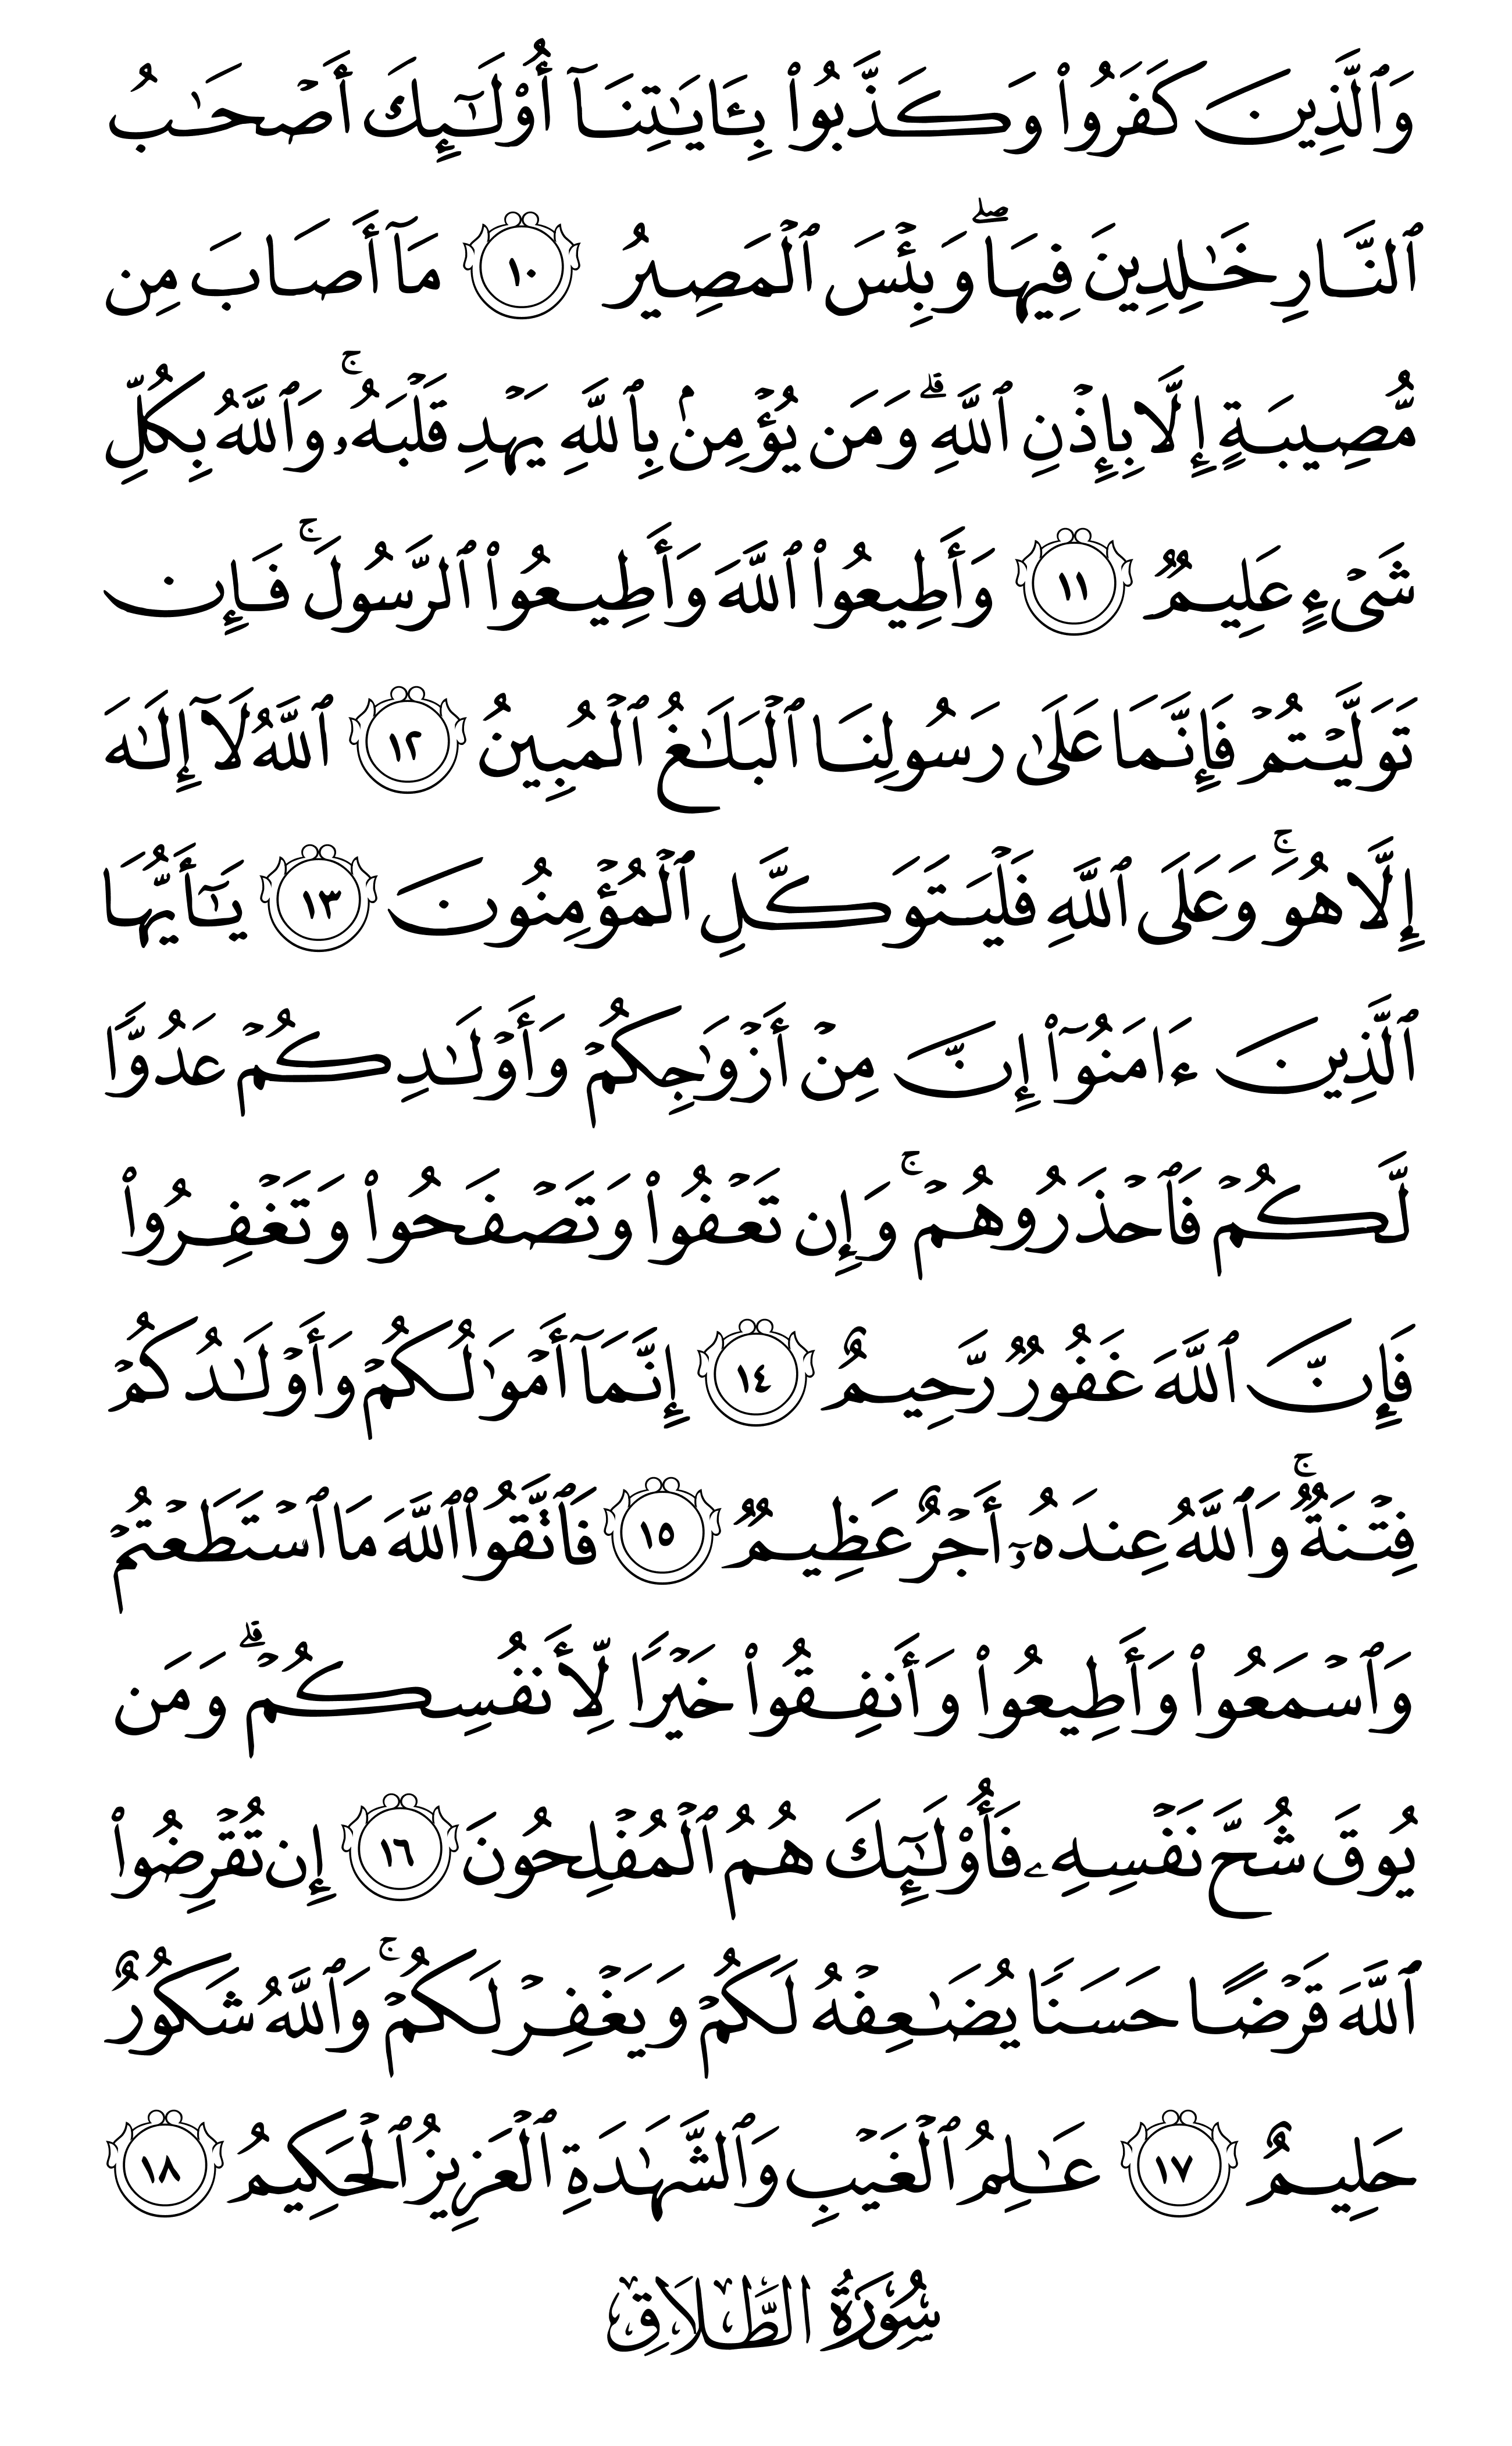 وَٱلَّذِينَ كَفَرُوا۟ وَكَذَّبُوا۟ بِـَٔايَـٰتِنَآ أُو۟لَـٰٓئِكَ أَصْحَـٰبُ
ٱلنَّارِ خَـٰلِدِينَ فِيهَا ۖ وَبِئْسَ ٱلْمَصِيرُ ١٠ مَآ أَصَابَ مِن
مُّصِيبَةٍ إِلَّا بِإِذْنِ ٱللَّهِ ۗ وَمَن يُؤْمِنۢ بِٱللَّهِ يَهْدِ قَلْبَهُۥ ۚ وَٱللَّهُ بِكُلِّ
شَىْءٍ عَلِيمٌ ١١ وَأَطِيعُوا۟ ٱللَّهَ وَأَطِيعُوا۟ ٱلرَّسُولَ ۚ فَإِن
تَوَلَّيْتُمْ فَإِنَّمَا عَلَىٰ رَسُولِنَا ٱلْبَلَـٰغُ ٱلْمُبِينُ ١٢ ٱللَّهُ لَآ إِلَـٰهَ
إِلَّا هُوَ ۚ وَعَلَى ٱللَّهِ فَلْيَتَوَكَّلِ ٱلْمُؤْمِنُونَ ١٣ يَـٰٓأَيُّهَا
ٱلَّذِينَ ءَامَنُوٓا۟ إِنَّ مِنْ أَزْوَٰجِكُمْ وَأَوْلَـٰدِكُمْ عَدُوًّا
لَّكُمْ فَٱحْذَرُوهُمْ ۚ وَإِن تَعْفُوا۟ وَتَصْفَحُوا۟ وَتَغْفِرُوا۟
فَإِنَّ ٱللَّهَ غَفُورٌ رَّحِيمٌ ١٤ إِنَّمَآ أَمْوَٰلُكُمْ وَأَوْلَـٰدُكُمْ
فِتْنَةٌ ۚ وَٱللَّهُ عِندَهُۥٓ أَجْرٌ عَظِيمٌ ١٥ فَٱتَّقُوا۟ ٱللَّهَ مَا ٱسْتَطَعْتُمْ
وَٱسْمَعُوا۟ وَأَطِيعُوا۟ وَأَنفِقُوا۟ خَيْرًا لِّأَنفُسِكُمْ ۗ وَمَن
يُوقَ شُحَّ نَفْسِهِۦ فَأُو۟لَـٰٓئِكَ هُمُ ٱلْمُفْلِحُونَ ١٦ إِن تُقْرِضُوا۟
ٱللَّهَ قَرْضًا حَسَنًا يُضَـٰعِفْهُ لَكُمْ وَيَغْفِرْ لَكُمْ ۚ وَٱللَّهُ شَكُورٌ
حَلِيمٌ ١٧ عَـٰلِمُ ٱلْغَيْبِ وَٱلشَّهَـٰدَةِ ٱلْعَزِيزُ ٱلْحَكِيمُ ١٨
سُورَةُ الطَّلَاقِ